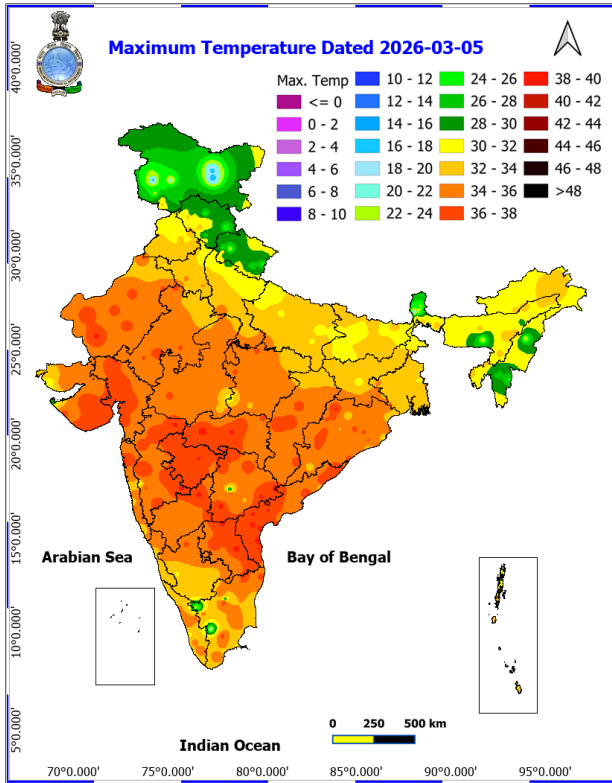 Maximum Temperature Dated 2026-03-05
Max. Temp
<= 0
0 - 2
2 - 4
4 - 6
6 - 8
8 - 10
10 - 12
12 - 14
14 - 16
16 - 18
18 - 20
20 - 22
22 - 24
24 - 26
26 - 28
28 - 30
30 - 32
32 - 34
34 - 36
36 - 38
38 - 40
40 - 42
42 - 44
44 - 46
46 - 48
>48
40°0.000'
35°0.000'
30°0.000'
25°0.000'
20°0.000'
15°0.000'
10°0.000'
5°0.000'
Arabian Sea
Bay of Bengal
Indian Ocean
0 250 500 km
70°0.000' 75°0.000' 80°0.000' 85°0.000' 90°0.000' 95°0.000'